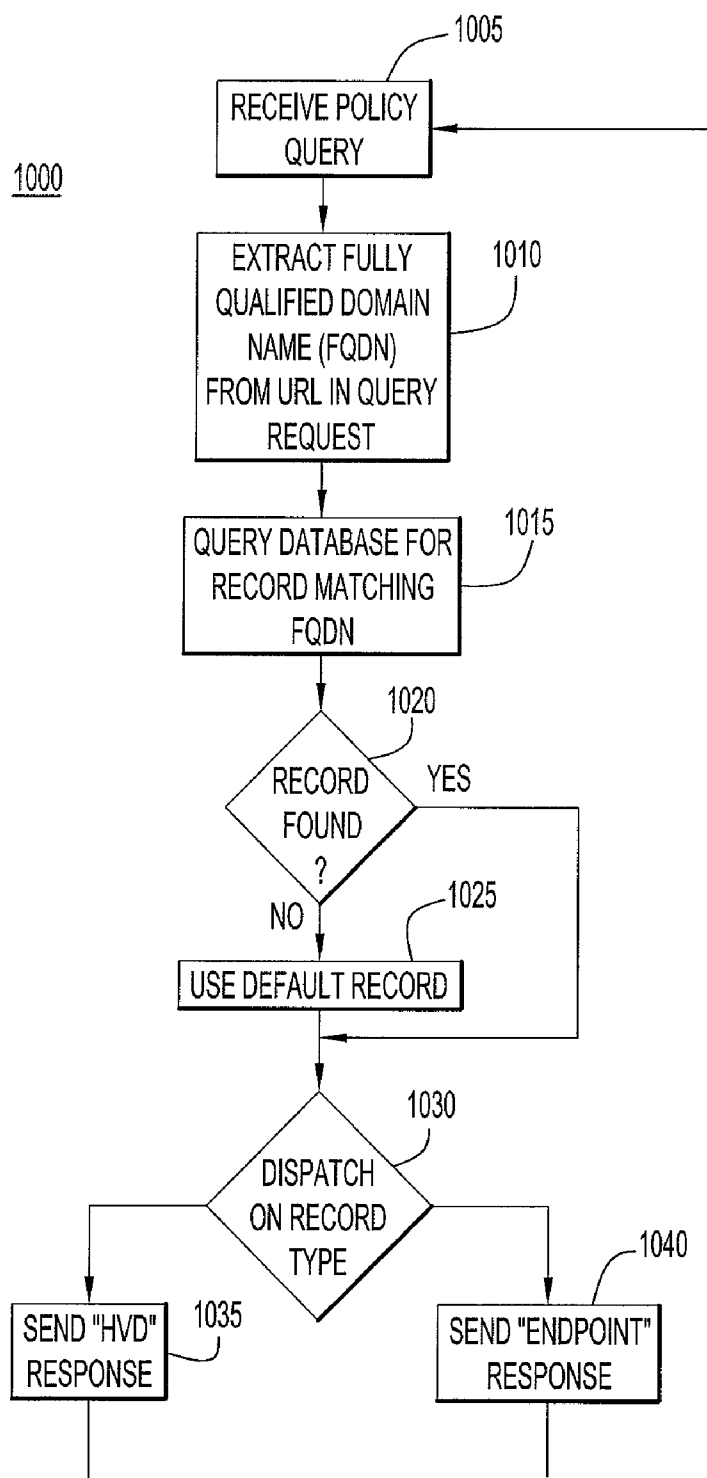 1005
RECEIVE POLICY
QUERY
1000
EXTRACT FULLY
QUALIFIED DOMAIN
NAME (FQDN)
FROM URL IN QUERY
REQUEST
1010
QUERY DATABASE FOR
RECORD MATCHING
FQDN
1015
1020
RECORD
FOUND
?
YES
NO
1025
USE DEFAULT RECORD
1030
DISPATCH
ON RECORD
TYPE
SEND "HVD"
RESPONSE
1035
1040
SEND "ENDPOINT"
RESPONSE